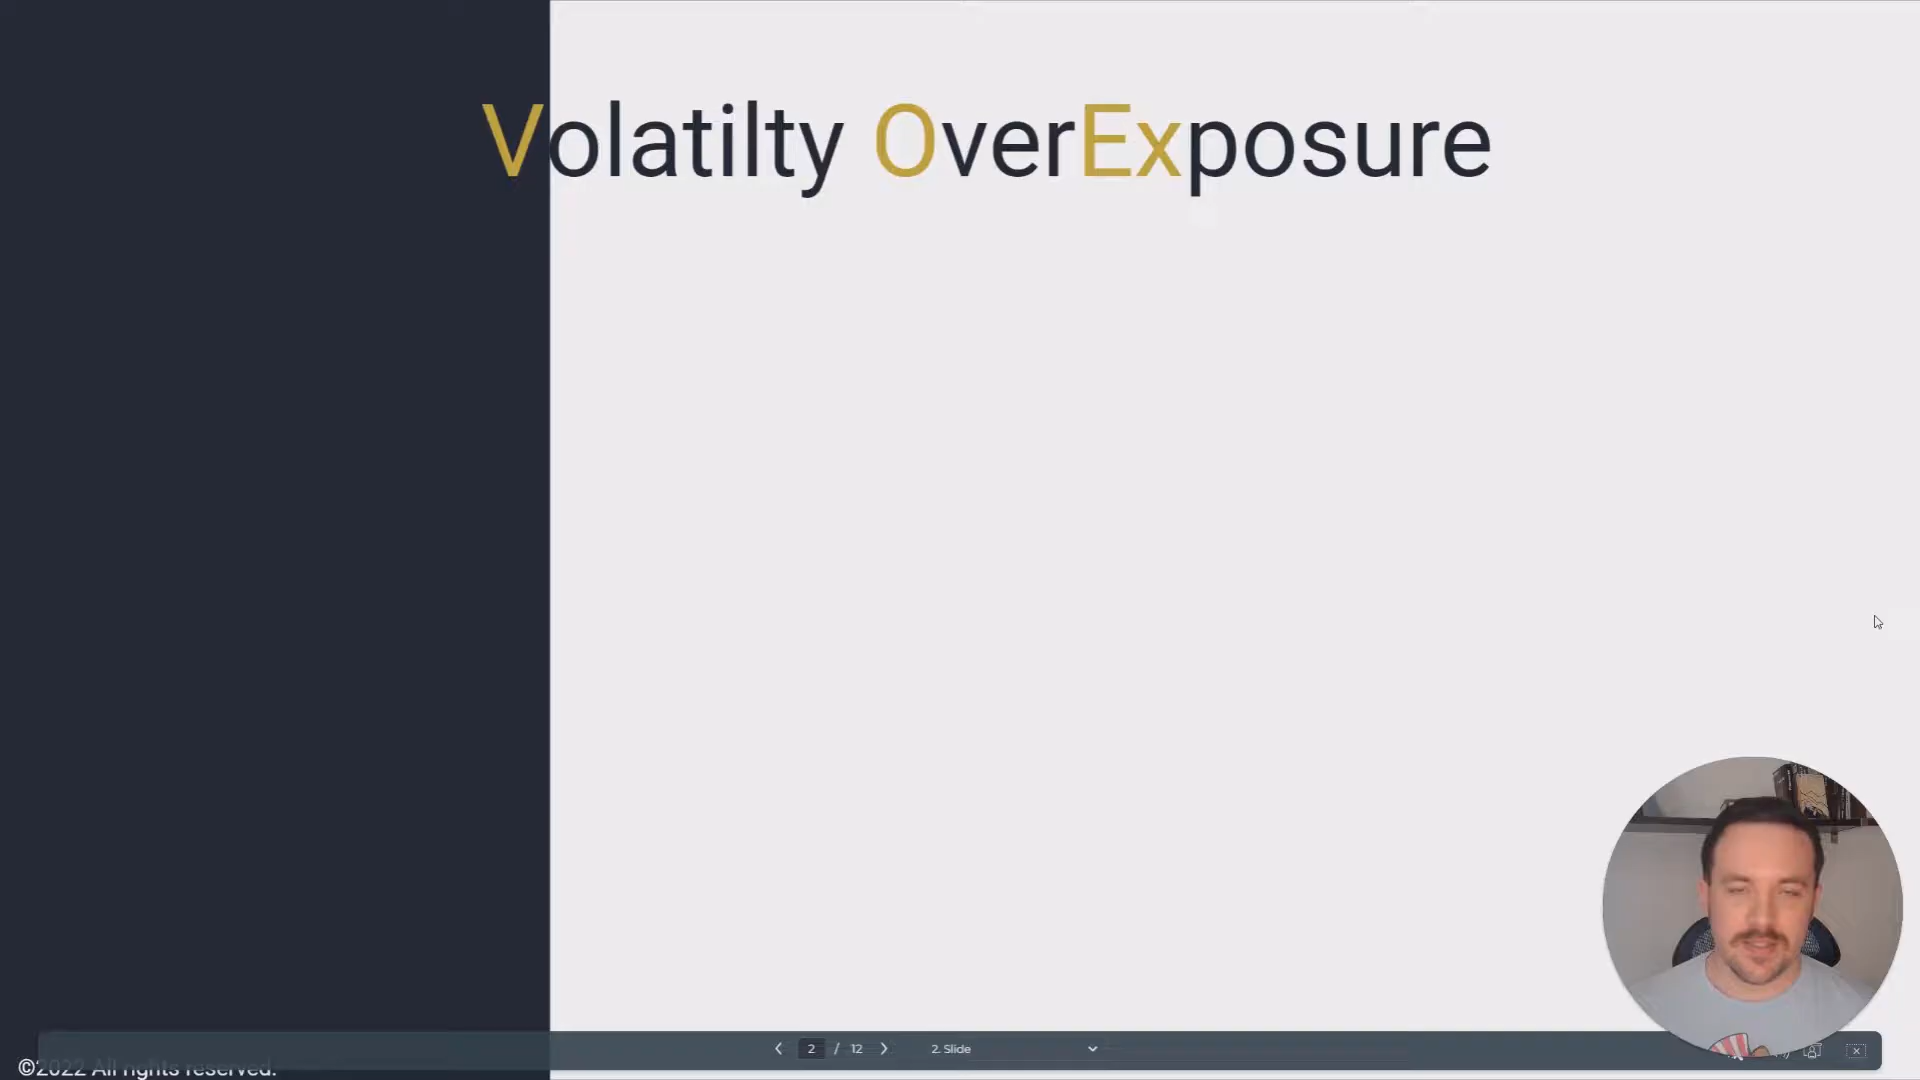 Volatilty OverExposure
2 / 12 2. Slide
©2022 All rights reserved.